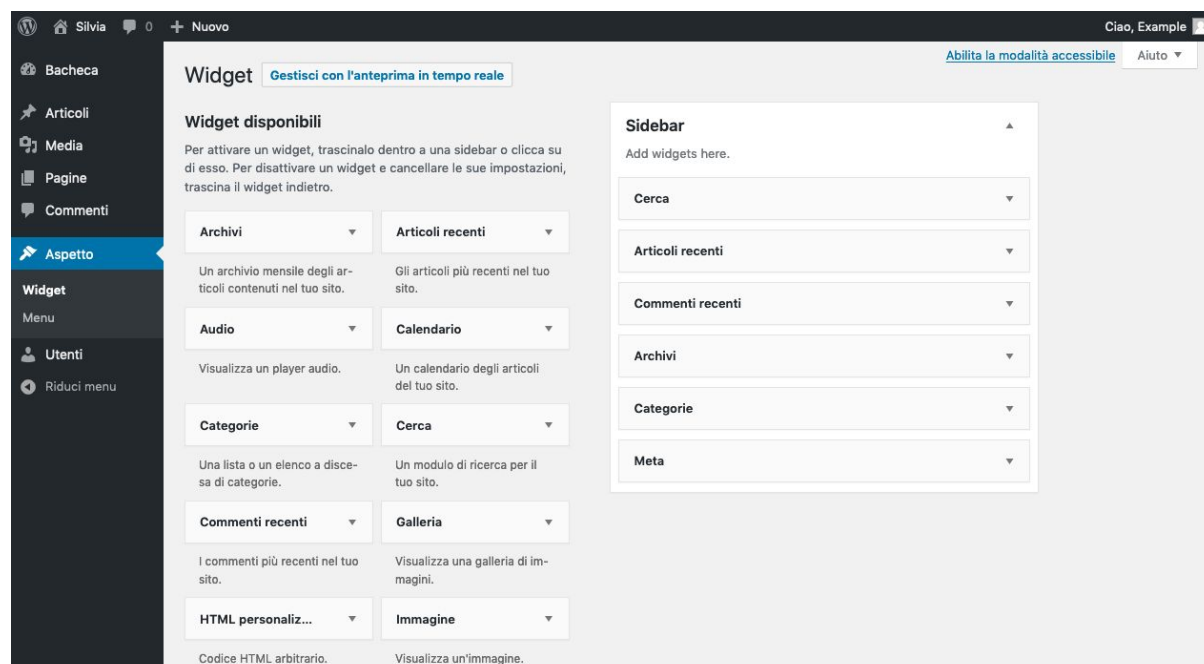 Silvia 0 Nuovo
Ciao, Example
Bacheca
Articoli
Media
Pagine
Commenti
Aspetto
Widget
Menu
Utenti
Riduci menu
Abilita la modalità accessibile
Aiuto
Widget
Gestisci con l'anteprima in tempo reale
Widget disponibili
Per attivare un widget, trascinalo dentro a una sidebar o clicca su
di esso. Per disattivare un widget e cancellare le sue impostazioni,
trascina il widget indietro.
Archivi
Un archivio mensile degli ar-
ticoli contenuti nel tuo sito.
Articoli recenti
Gli articoli più recenti nel tuo
sito.
Audio
Visualizza un player audio.
Calendario
Un calendario degli articoli
del tuo sito.
Categorie
Una lista o un elenco a disce-
sa di categorie.
Cerca
Un modulo di ricerca per il
tuo sito.
Commenti recenti
I commenti più recenti nel tuo
sito.
Galleria
Visualizza una galleria di im-
magini.
HTML personaliz...
Codice HTML arbitrario.
Immagine
Visualizza un'immagine.
Sidebar
Add widgets here.
Cerca
Articoli recenti
Commenti recenti
Archivi
Categorie
Meta